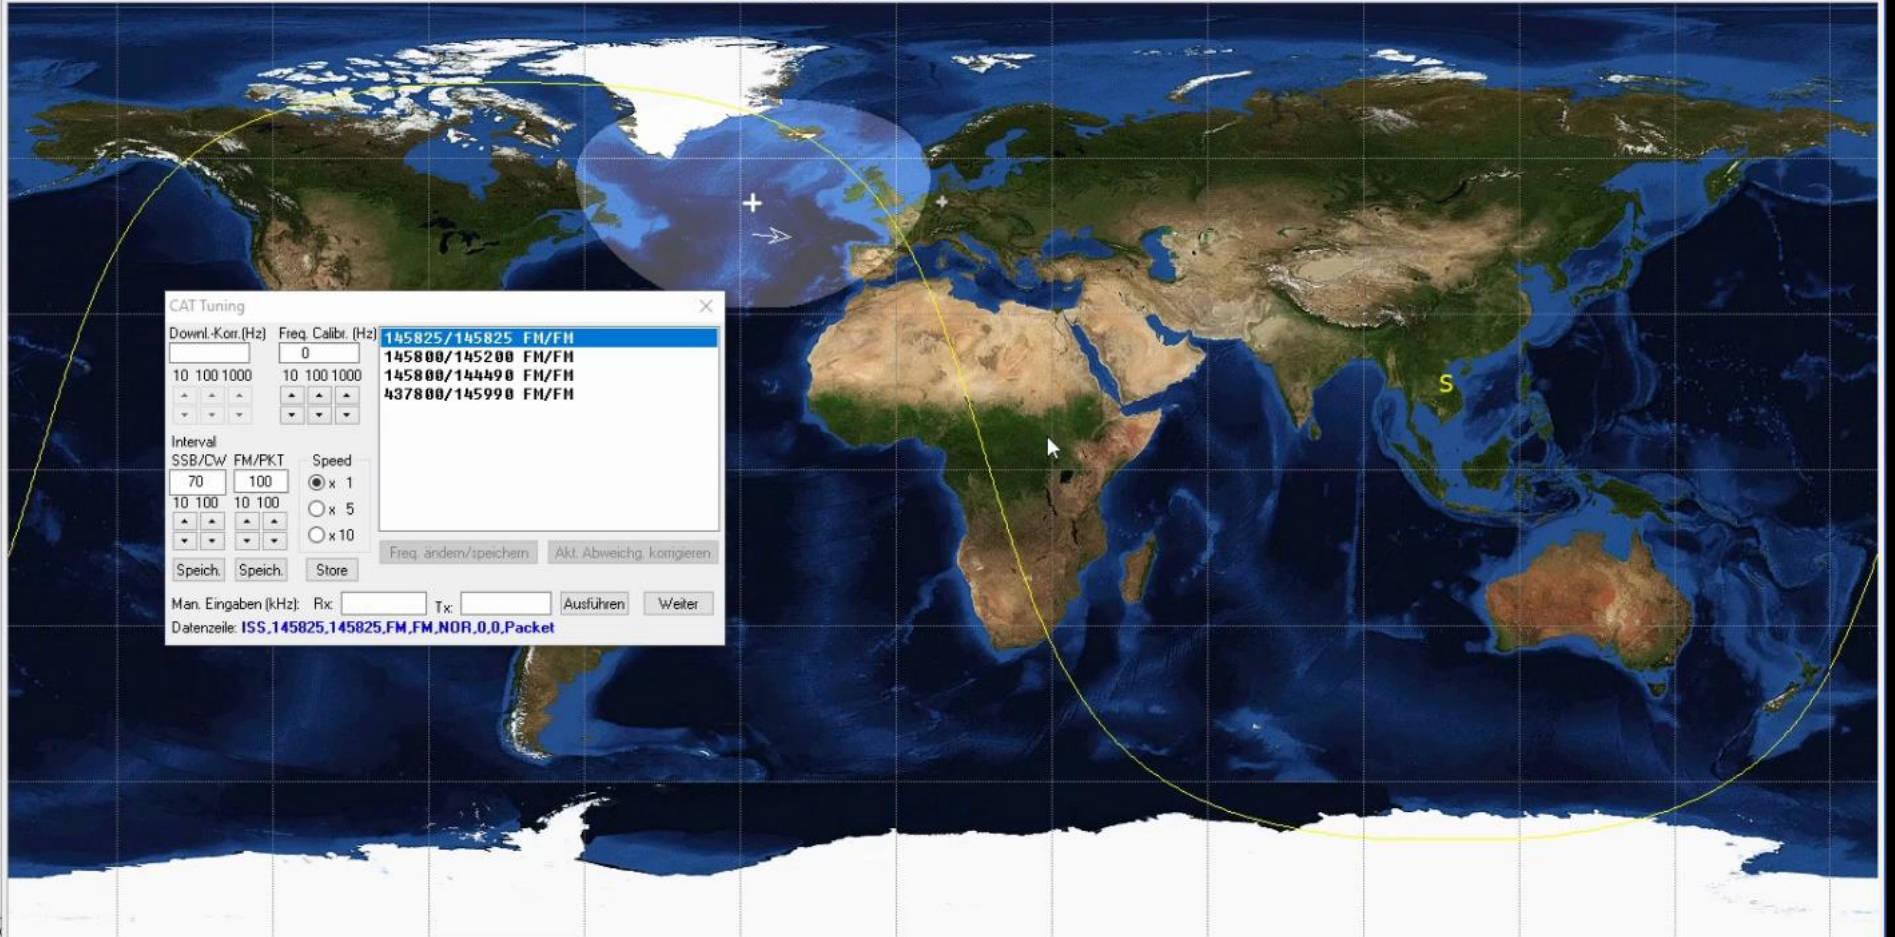 CAT Tuning
Downl.-Korr.(Hz) Freq. Calibr. (Hz)
0
10 100 1000 10 100 1000
145825/145825 FM/FM
145800/145200 FM/FM
145800/144490 FM/FM
437800/145990 FM/FM
Interval
SSB/CW FM/PKT Speed
70 100 x 1
10 100 10 100 x 5
x 10
Freq. ändern/speichern Akt. Abweichg. korrigieren
Speich. Speich. Store
Man. Eingaben (kHz): Rx: Tx: Ausführen Weiter
Datenzeile: ISS,145825,145825,FM,FM,NOR,0,0,Packet
S